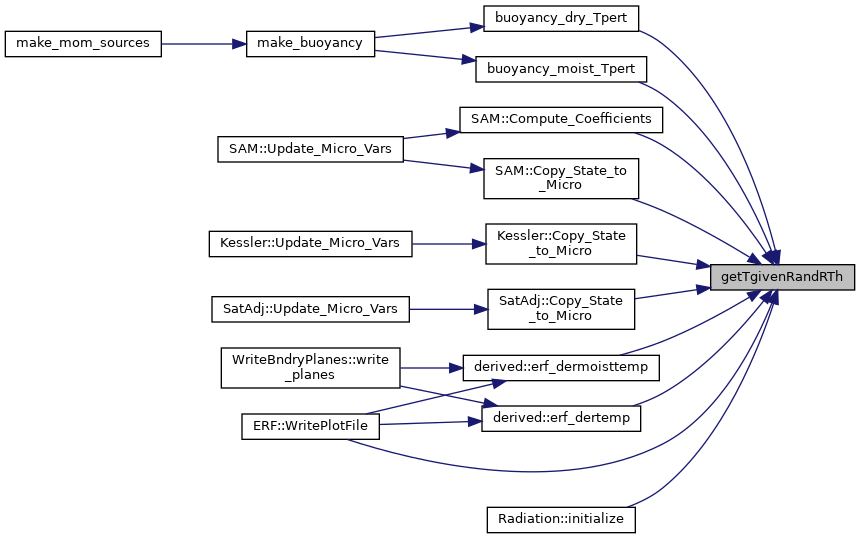 buoyancy_dry_Tpert
make_mom_sources
make_buoyancy
buoyancy_moist_Tpert
SAM::Compute_Coefficients
SAM::Update_Micro_Vars
SAM::Copy_State_to
_Micro
Kessler::Copy_State
_to_Micro
Kessler::Update_Micro_Vars
getTgivenRandRTh
SatAdj::Copy_State
_to_Micro
SatAdj::Update_Micro_Vars
WriteBndryPlanes::write
_planes
derived::erf_dermoisttemp
derived::erf_dertemp
ERF::WritePlotFile
Radiation::initialize